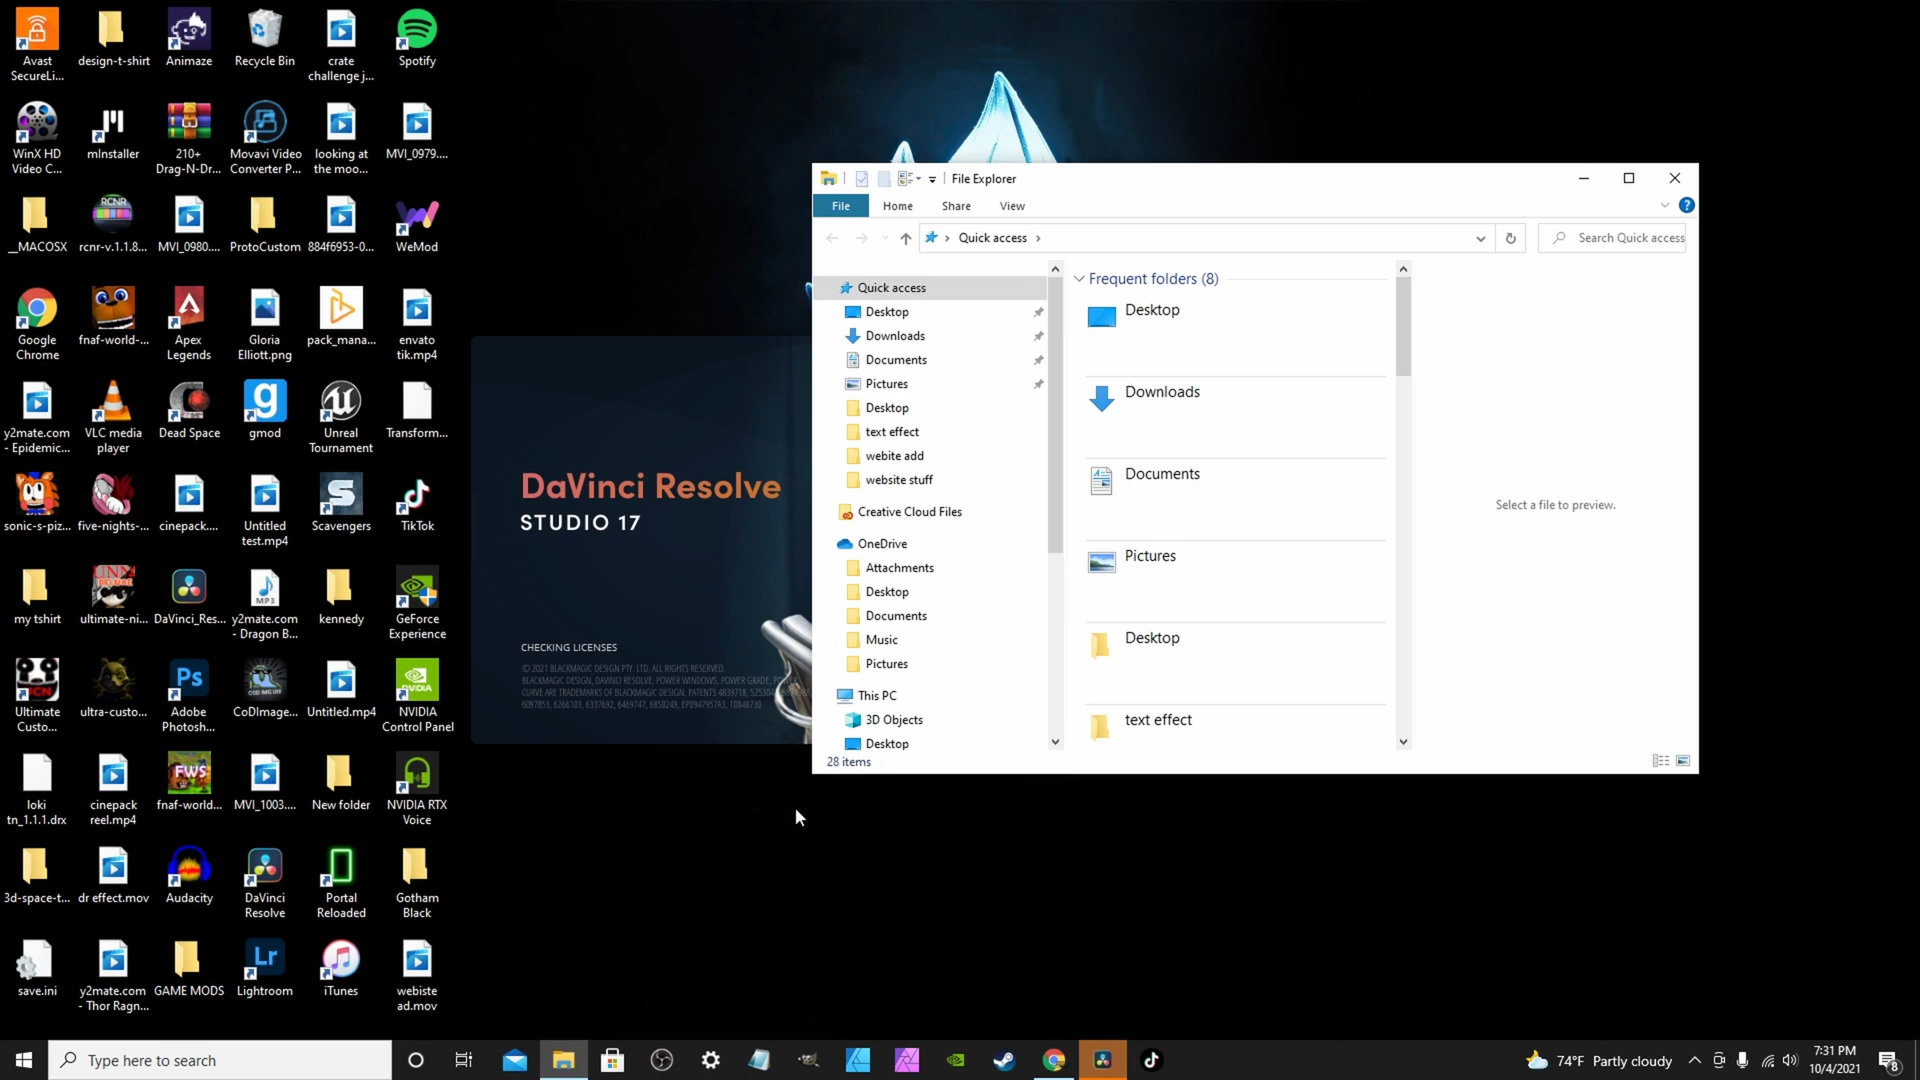 Avast
SecureLi...
design-t-shirt
Animaze
Recycle Bin
crate
challenge j...
Spotify
WinX HD
Video C...
mInstaller
210+
Drag-N-Dr...
Movavi Video
Converter P...
looking at
the moo...
MVI_0979....
__MACOSX
RCNR
rcnr-v.1.1.8...
MVI_0980....
ProtoCustom
884f6953-0...
WeMod
Google
Chrome
fnaf-world-...
Apex
Legends
Gloria
Elliott.png
pack_mana...
envato
tik.mp4
y2mate.com
- Epidemic...
VLC media
player
Dead Space
g
gmod
Unreal
Tournament
Transform...
sonic-s-piz...
five-nights-...
cinepack....
Untitled
test.mp4
Scavengers
TikTok
my tshirt
ultimate-ni...
DaVinci_Res...
MP3
y2mate.com
- Dragon B...
kennedy
GeForce
Experience
Ultimate
Custo...
ultra-custo...
Ps
Adobe
Photosh...
CoDImage...
Untitled.mp4
NVIDIA
NVIDIA
Control Panel
loki
tn_1.1.1.drx
cinepack
reel.mp4
FWS
fnaf-world...
MVI_1003....
New folder
NVIDIA RTX
Voice
3d-space-t...
dr effect.mov
Audacity
DaVinci
Resolve
Portal
Reloaded
Gotham
Black
save.ini
y2mate.com
- Thor Ragn...
GAME MODS
Lr
Lightroom
iTunes
webiste
ad.mov
DaVinci Resolve
STUDIO 17
CHECKING LICENSES
© 2021 BLACKMAGIC DESIGN PTY. LTD. ALL RIGHTS RESERVED.
BLACKMAGIC DESIGN, DAVINCI RESOLVE, POWER WINDOWS, POWER GRADE,
CURVE ARE TRADEMARKS OF BLACKMAGIC DESIGN. PATENTS 4839718,
6097853, 6266103, 6337692, 6469747, 6850249, EP0947957A3, 10848730
File Explorer
File
Home
Share
View
Quick access
Search Quick access
Quick access
Desktop
Downloads
Documents
Pictures
Desktop
text effect
webite add
website stuff
Creative Cloud Files
OneDrive
Attachments
Desktop
Documents
Music
Pictures
This PC
3D Objects
Desktop
Frequent folders (8)
Desktop
Downloads
Documents
Pictures
Desktop
text effect
Select a file to preview.
28 items
Type here to search
74°F Partly cloudy
7:31 PM
10/4/2021
8